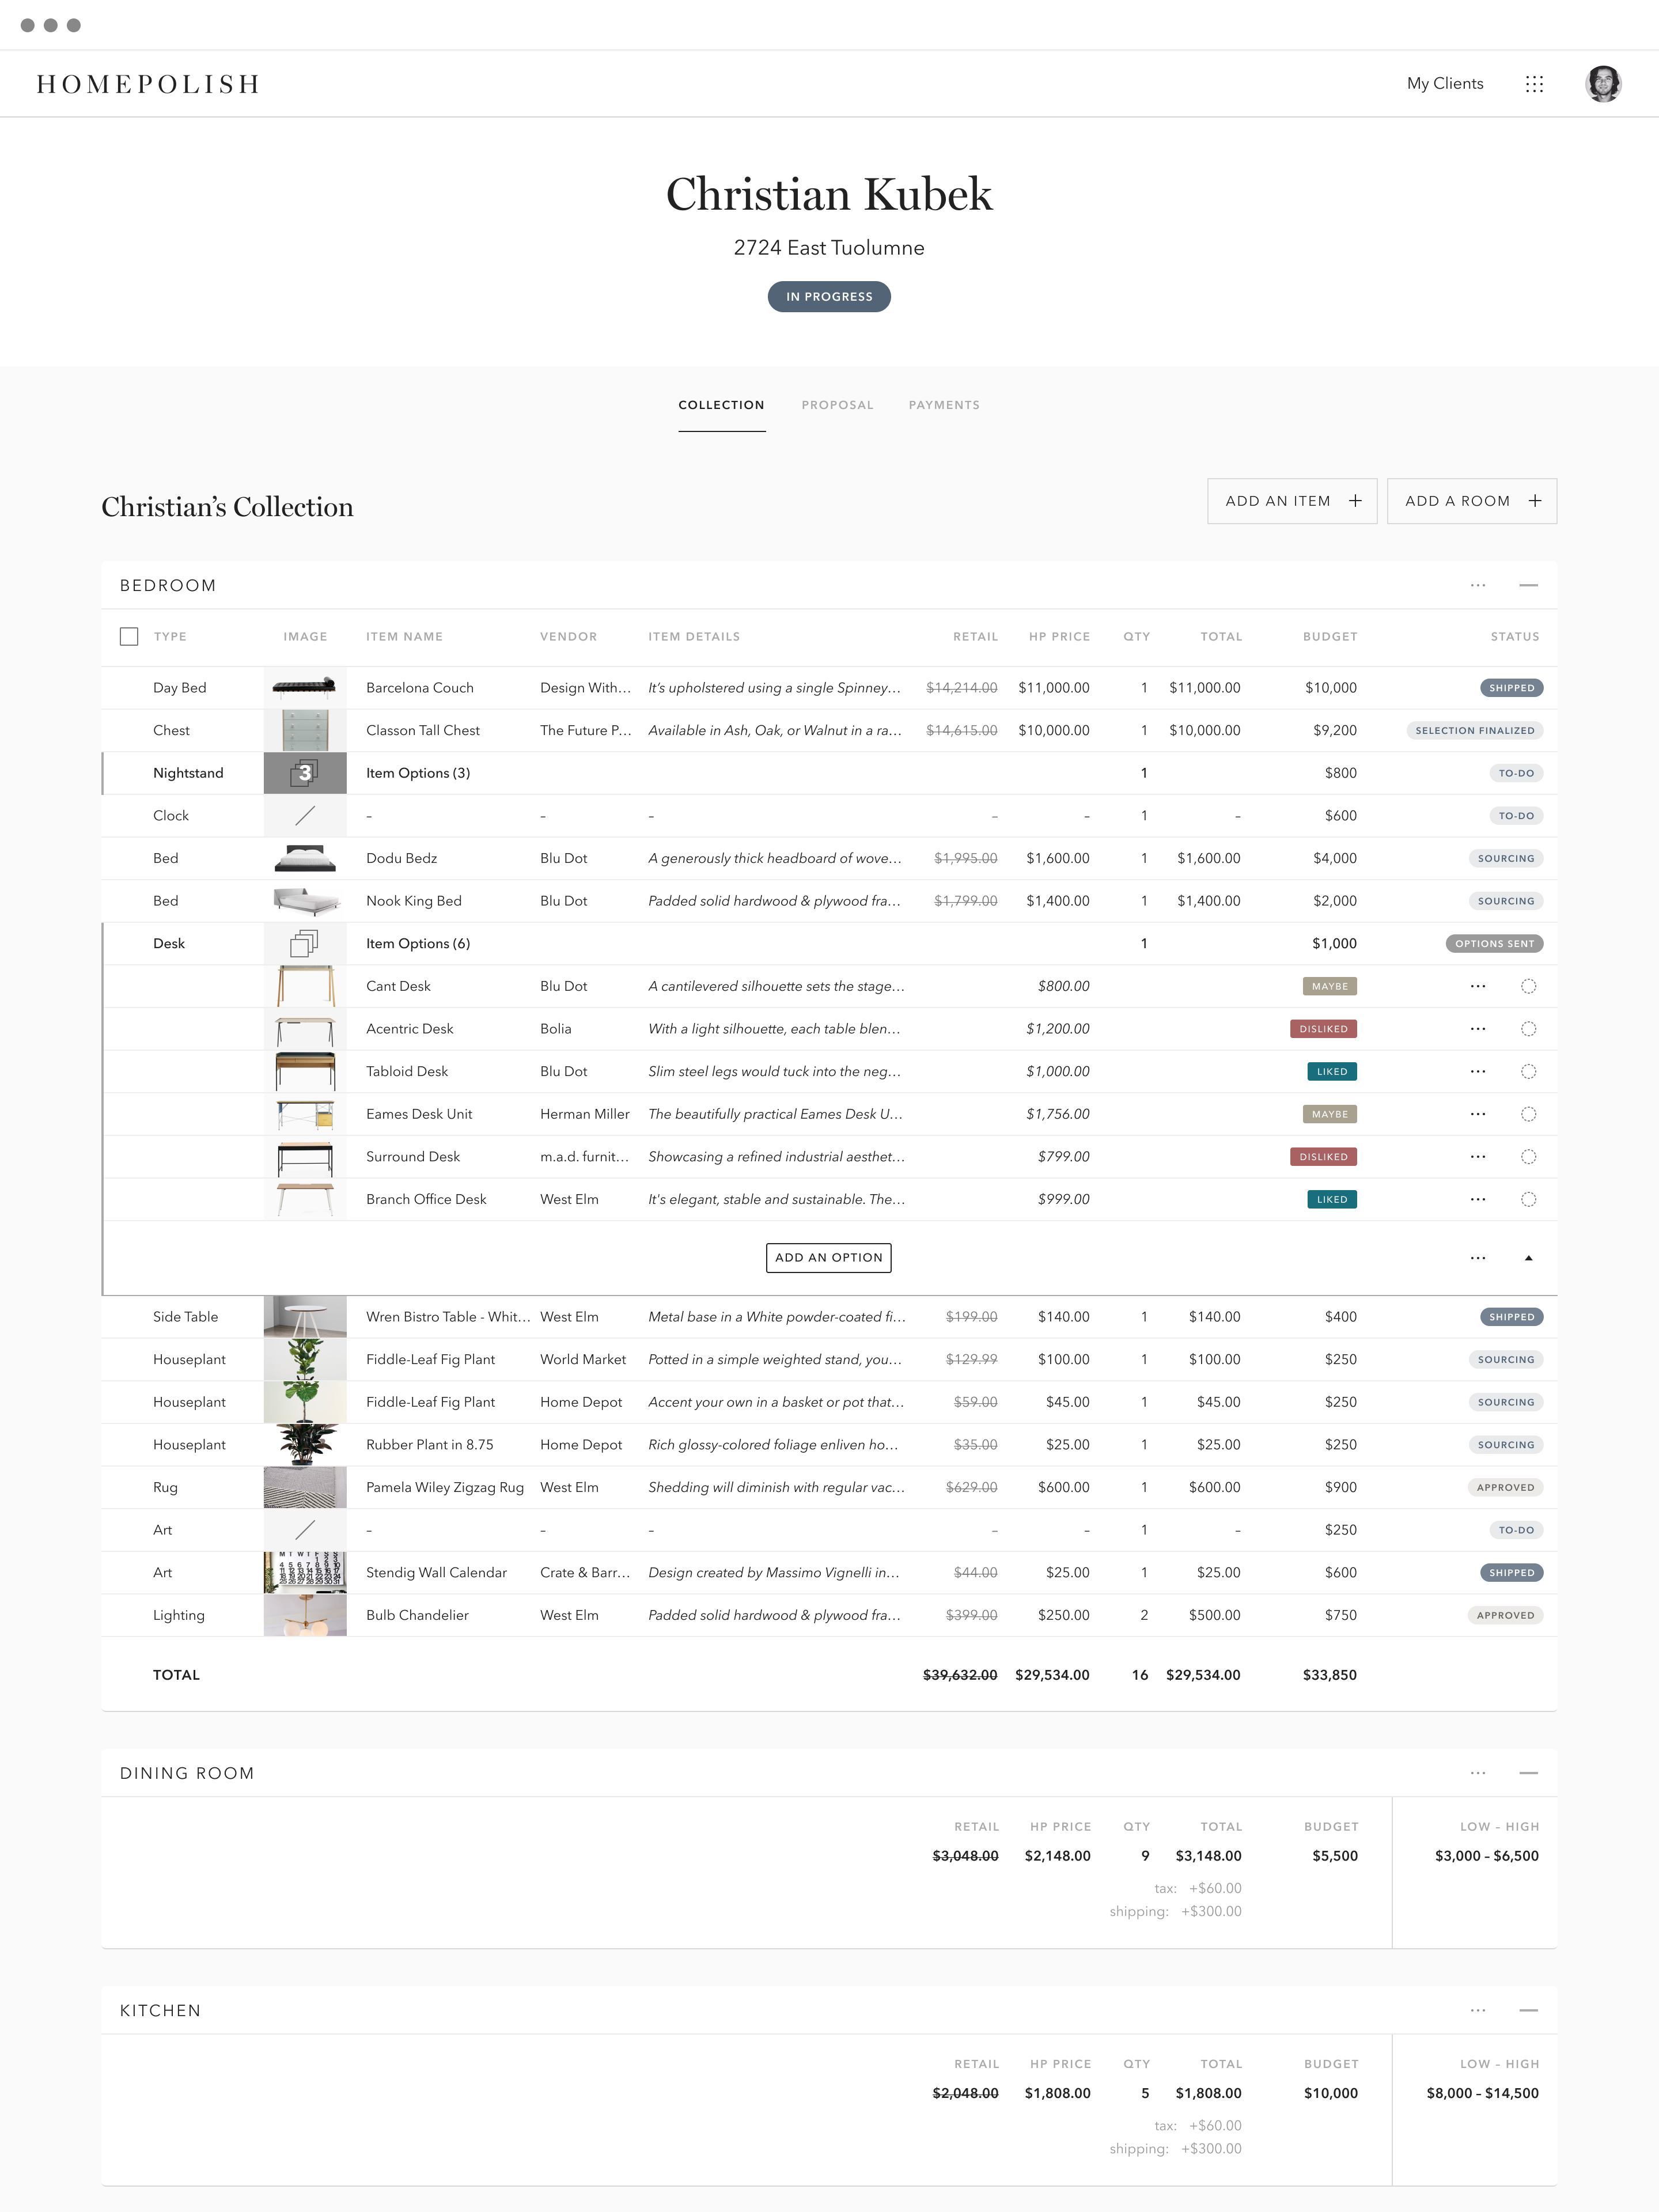 HOMEPOLISH My Clients
Christian Kubek
2724 East Tuolumne
IN PROGRESS
COLLECTION PROPOSAL PAYMENTS
Christian’s Collection ADD AN ITEM + ADD A ROOM +
BEDROOM ... —
TYPE IMAGE ITEM NAME VENDOR ITEM DETAILS RETAIL HP PRICE QTY TOTAL BUDGET STATUS
Day Bed Barcelona Couch Design With… It’s upholstered using a single Spinney… $14,214.00 $11,000.00 1 $11,000.00 $10,000 SHIPPED
Chest Classon Tall Chest The Future P… Available in Ash, Oak, or Walnut in a ra… $14,615.00 $10,000.00 1 $10,000.00 $9,200 SELECTION FINALIZED
Nightstand 3 Item Options (3) 1 $800 TO-DO
Clock – – – – – 1 – $600 TO-DO
Bed Dodu Bedz Blu Dot A generously thick headboard of wove… $1,995.00 $1,600.00 1 $1,600.00 $4,000 SOURCING
Bed Nook King Bed Blu Dot Padded solid hardwood & plywood fra… $1,799.00 $1,400.00 1 $1,400.00 $2,000 SOURCING
Desk Item Options (6) 1 $1,000 OPTIONS SENT
Cant Desk Blu Dot A cantilevered silhouette sets the stage… $800.00 MAYBE ...
Acentric Desk Bolia With a light silhouette, each table blen… $1,200.00 DISLIKED ...
Tabloid Desk Blu Dot Slim steel legs would tuck into the neg… $1,000.00 LIKED ...
Eames Desk Unit Herman Miller The beautifully practical Eames Desk U… $1,756.00 MAYBE ...
Surround Desk m.a.d. furnit… Showcasing a refined industrial aesthet… $799.00 DISLIKED ...
Branch Office Desk West Elm It's elegant, stable and sustainable. The… $999.00 LIKED ...
ADD AN OPTION ...
Side Table Wren Bistro Table - Whit… West Elm Metal base in a White powder-coated fi… $199.00 $140.00 1 $140.00 $400 SHIPPED
Houseplant Fiddle-Leaf Fig Plant World Market Potted in a simple weighted stand, you… $129.99 $100.00 1 $100.00 $250 SOURCING
Houseplant Fiddle-Leaf Fig Plant Home Depot Accent your own in a basket or pot that… $59.00 $45.00 1 $45.00 $250 SOURCING
Houseplant Rubber Plant in 8.75 Home Depot Rich glossy-colored foliage enliven ho… $35.00 $25.00 1 $25.00 $250 SOURCING
Rug Pamela Wiley Zigzag Rug West Elm Shedding will diminish with regular vac… $629.00 $600.00 1 $600.00 $900 APPROVED
Art – – – – – 1 – $250 TO-DO
Art Stendig Wall Calendar Crate & Barr… Design created by Massimo Vignelli in… $44.00 $25.00 1 $25.00 $600 SHIPPED
Lighting Bulb Chandelier West Elm Padded solid hardwood & plywood fra… $399.00 $250.00 2 $500.00 $750 APPROVED
TOTAL $39,632.00 $29,534.00 16 $29,534.00 $33,850
DINING ROOM ... —
RETAIL HP PRICE QTY TOTAL BUDGET LOW – HIGH
$3,048.00 $2,148.00 9 $3,148.00 $5,500 $3,000 – $6,500
tax: +$60.00
shipping: +$300.00
KITCHEN ... —
RETAIL HP PRICE QTY TOTAL BUDGET LOW – HIGH
$2,048.00 $1,808.00 5 $1,808.00 $10,000 $8,000 – $14,500
tax: +$60.00
shipping: +$300.00